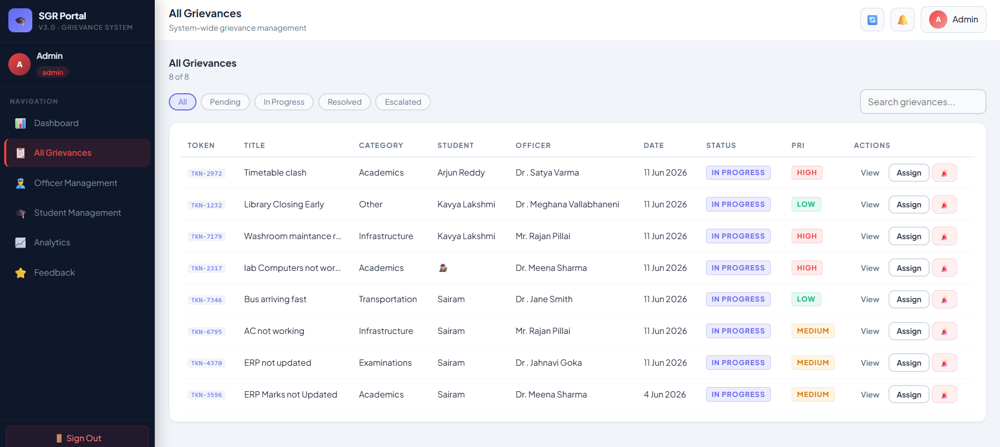 SGR Portal
V3.0 · GRIEVANCE SYSTEM
A
Admin
admin
NAVIGATION
Dashboard
All Grievances
Officer Management
Student Management
Analytics
Feedback
Sign Out
All Grievances
System-wide grievance management
A Admin
All Grievances
8 of 8
All Pending In Progress Resolved Escalated
Search grievances...
TOKEN TITLE CATEGORY STUDENT OFFICER DATE STATUS PRI ACTIONS
TKN-2972 Timetable clash Academics Arjun Reddy Dr . Satya Varma 11 Jun 2026 IN PROGRESS HIGH View Assign
TKN-1232 Library Closing Early Other Kavya Lakshmi Dr . Meghana Vallabhaneni 11 Jun 2026 IN PROGRESS LOW View Assign
TKN-7179 Washroom maintance r... Infrastructure Kavya Lakshmi Mr. Rajan Pillai 11 Jun 2026 IN PROGRESS HIGH View Assign
TKN-2317 lab Computers not wor... Academics Dr. Meena Sharma 11 Jun 2026 IN PROGRESS HIGH View Assign
TKN-7346 Bus arriving fast Transportation Sairam Dr . Jane Smith 11 Jun 2026 IN PROGRESS LOW View Assign
TKN-6795 AC not working Infrastructure Sairam Mr. Rajan Pillai 11 Jun 2026 IN PROGRESS MEDIUM View Assign
TKN-4370 ERP not updated Examinations Sairam Dr . Jahnavi Goka 11 Jun 2026 IN PROGRESS MEDIUM View Assign
TKN-3596 ERP Marks not Updated Academics Sairam Dr. Meena Sharma 4 Jun 2026 IN PROGRESS MEDIUM View Assign